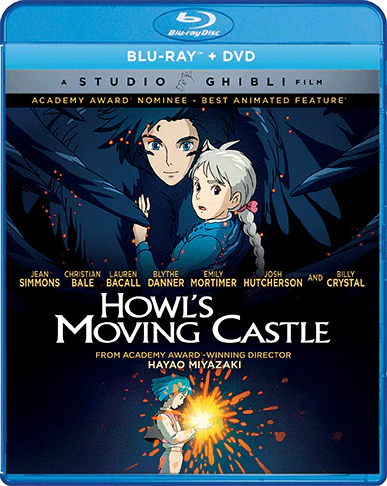 Blu-ray Disc
BLU-RAY™ + DVD
A STUDIO GHIBLI FILM
ACADEMY AWARD® NOMINEE - BEST ANIMATED FEATURE®
JEAN SIMMONS CHRISTIAN BALE LAUREN BACALL BLYTHE DANNER EMILY MORTIMER JOSH HUTCHERSON AND BILLY CRYSTAL
HOWL'S
MOVING CASTLE
FROM ACADEMY AWARD®-WINNING DIRECTOR
HAYAO MIYAZAKI